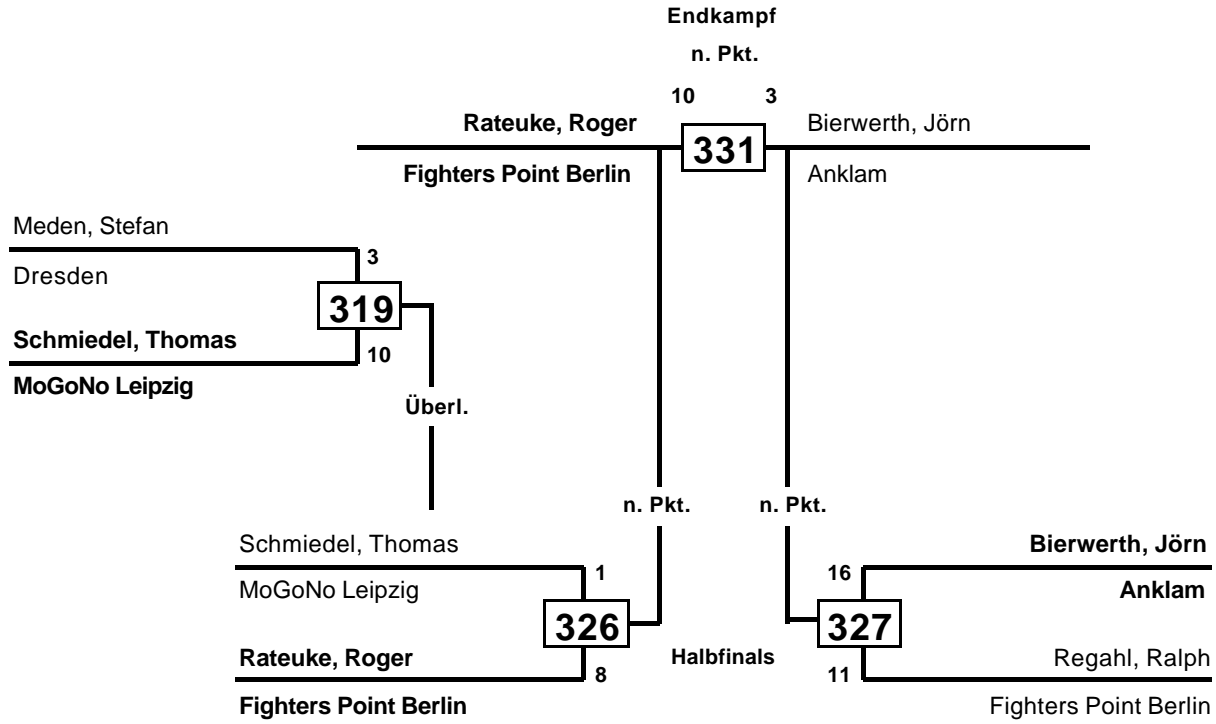 Endkampf
n. Pkt.
10 3
Rateuke, Roger
331
Bierwerth, Jörn
Fighters Point Berlin
Anklam
Meden, Stefan
3
Dresden
319
Schmiedel, Thomas
10
MoGoNo Leipzig
Überl.
n. Pkt. n. Pkt.
Schmiedel, Thomas
1
MoGoNo Leipzig
326
Rateuke, Roger
8
Fighters Point Berlin
Halbfinals
Bierwerth, Jörn
16
Anklam
327
Regahl, Ralph
11
Fighters Point Berlin